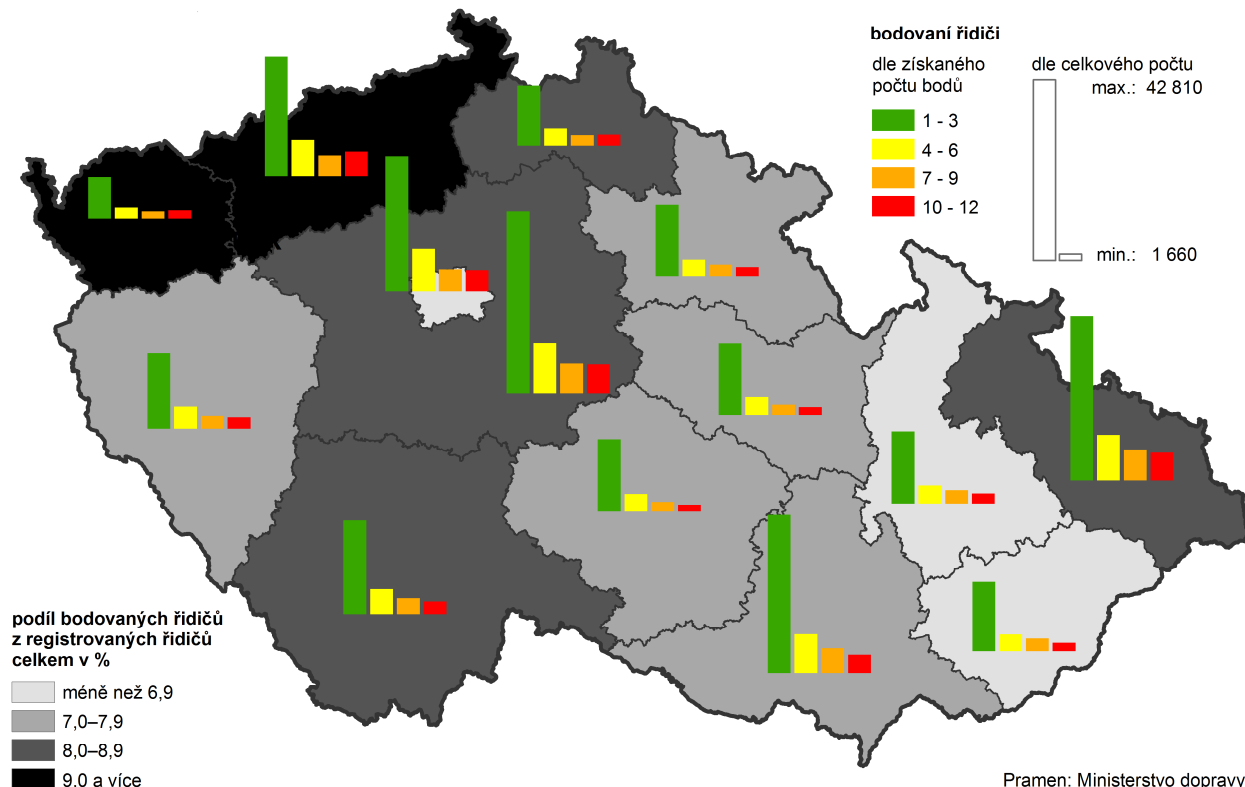 bodovaní řidiči
dle získaného
počtu bodů
1 - 3
4 - 6
7 - 9
10 - 12
dle celkového počtu
max.: 42 810
min.: 1 660
podíl bodovaných řidičů
z registrovaných řidičů
celkem v %
méně než 6,9
7,0–7,9
8,0–8,9
9,0 a více
Pramen: Ministerstvo dopravy